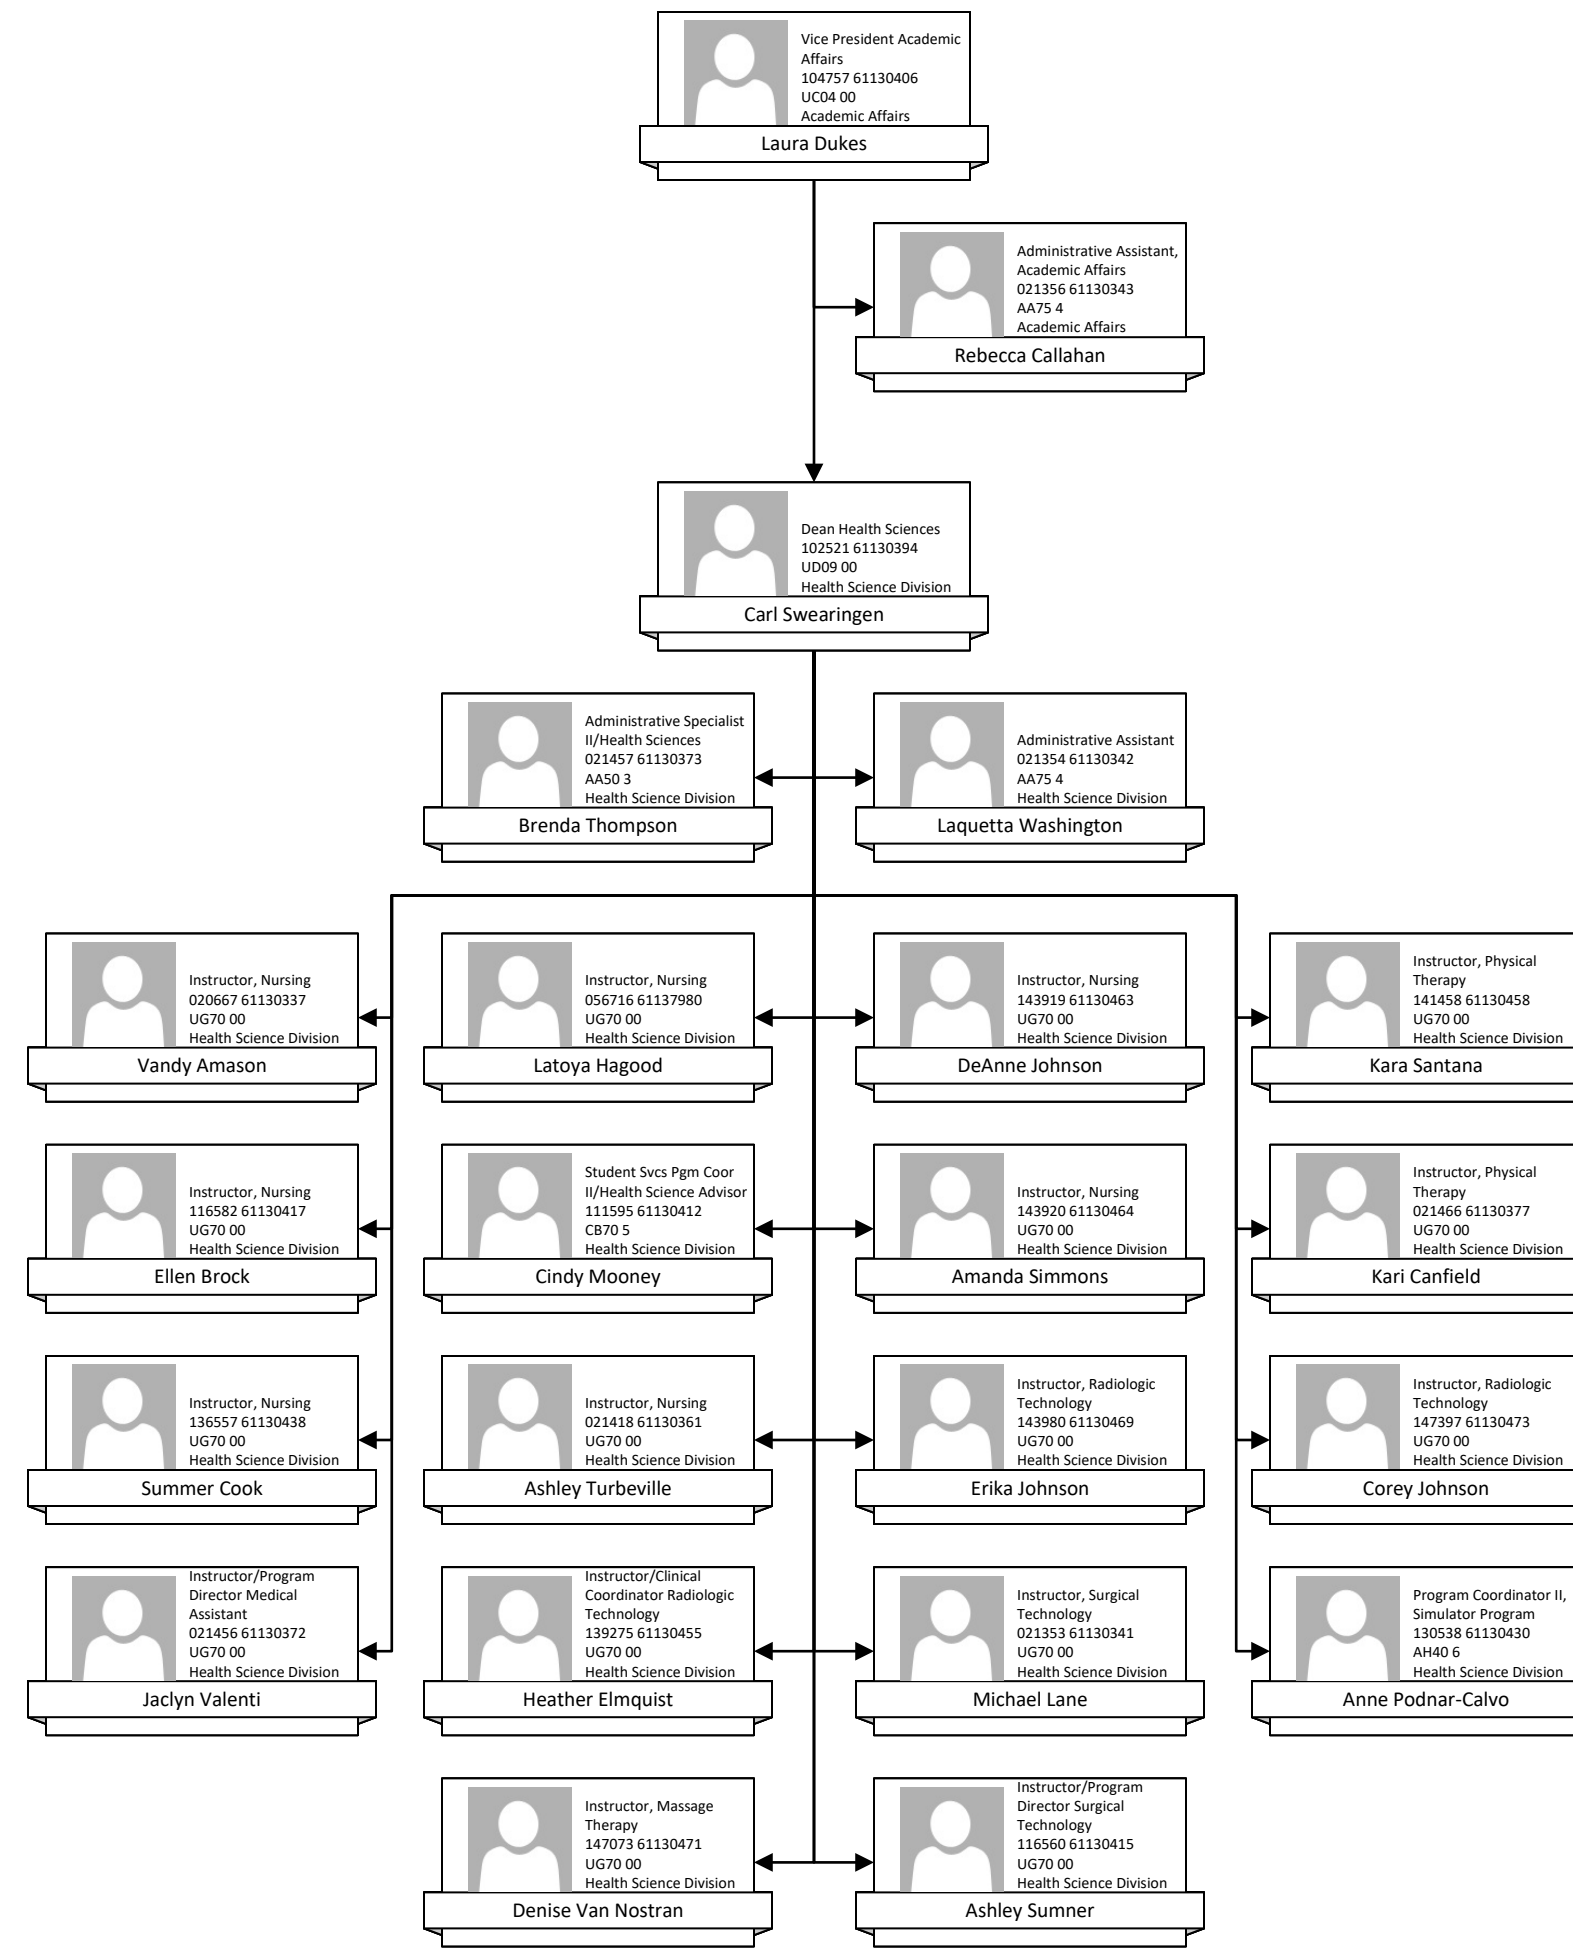 Vice President Academic
Affairs
104757 61130406
UC04 00
Academic Affairs
Laura Dukes
Administrative Assistant,
Academic Affairs
021356 61130343
AA75 4
Academic Affairs
Rebecca Callahan
Dean Health Sciences
102521 61130394
UD09 00
Health Science Division
Carl Swearingen
Administrative Specialist
II/Health Sciences
021457 61130373
AA50 3
Health Science Division
Brenda Thompson
Administrative Assistant
021354 61130342
AA75 4
Health Science Division
Laquetta Washington
Instructor, Nursing
020667 61130337
UG70 00
Health Science Division
Vandy Amason
Instructor, Nursing
056716 61137980
UG70 00
Health Science Division
Latoya Hagood
Instructor, Nursing
143919 61130463
UG70 00
Health Science Division
DeAnne Johnson
Instructor, Physical
Therapy
141458 61130458
UG70 00
Health Science Division
Kara Santana
Instructor, Nursing
116582 61130417
UG70 00
Health Science Division
Ellen Brock
Student Svcs Pgm Coor
II/Health Science Advisor
111595 61130412
CB70 5
Health Science Division
Cindy Mooney
Instructor, Nursing
143920 61130464
UG70 00
Health Science Division
Amanda Simmons
Instructor, Physical
Therapy
021466 61130377
UG70 00
Health Science Division
Kari Canfield
Instructor, Nursing
136557 61130438
UG70 00
Health Science Division
Summer Cook
Instructor, Nursing
021418 61130361
UG70 00
Health Science Division
Ashley Turbeville
Instructor, Radiologic
Technology
143980 61130469
UG70 00
Health Science Division
Erika Johnson
Instructor, Radiologic
Technology
147397 61130473
UG70 00
Health Science Division
Corey Johnson
Instructor/Program
Director Medical
Assistant
021456 61130372
UG70 00
Health Science Division
Jaclyn Valenti
Instructor/Clinical
Coordinator Radiologic
Technology
139275 61130455
UG70 00
Health Science Division
Heather Elmquist
Instructor, Surgical
Technology
021353 61130341
UG70 00
Health Science Division
Michael Lane
Program Coordinator II,
Simulator Program
130538 61130430
AH40 6
Health Science Division
Anne Podnar-Calvo
Instructor, Massage
Therapy
147073 61130471
UG70 00
Health Science Division
Denise Van Nostran
Instructor/Program
Director Surgical
Technology
116560 61130415
UG70 00
Health Science Division
Ashley Sumner